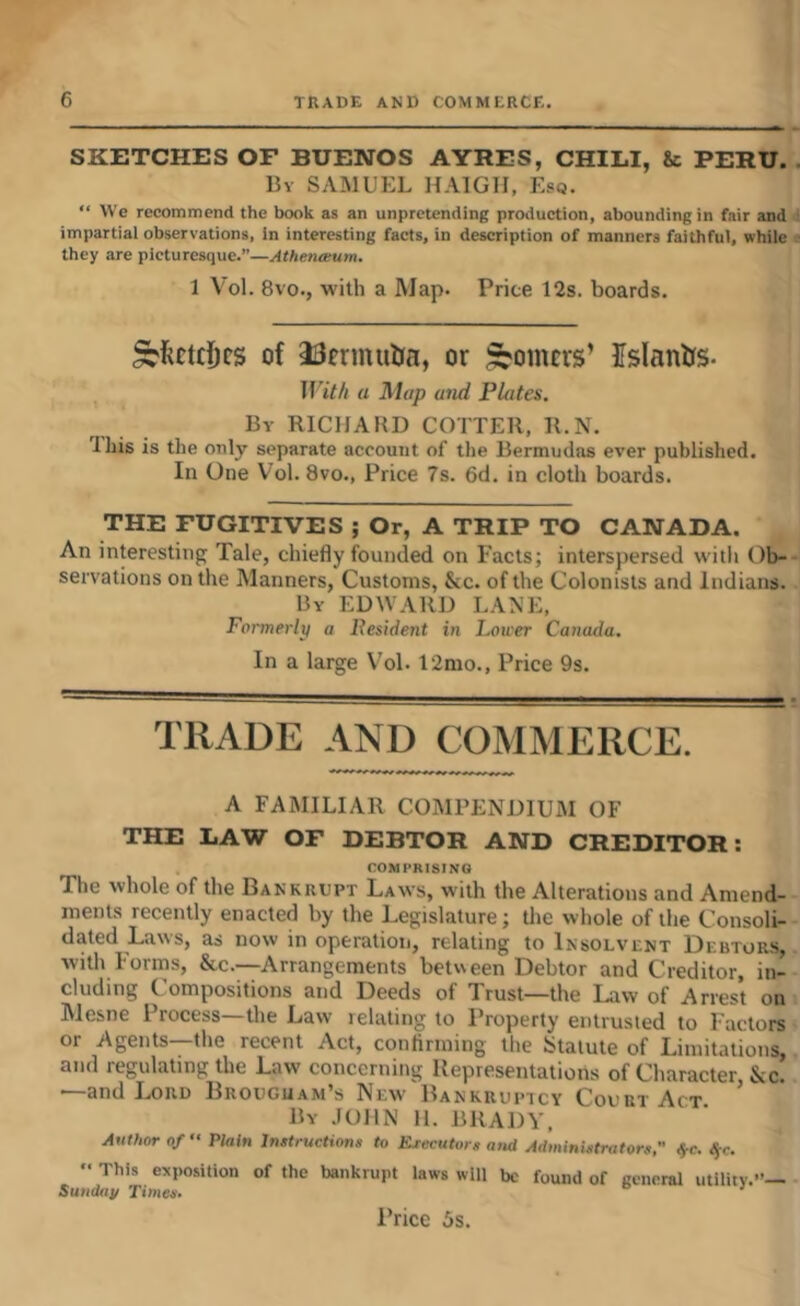 6 TRADE AND COMMERCE.
SKETCHES OF BUENOS AYRES, CHILI, & PERU.
By SAMUEL HAIGH, Esq.
“ We recommend the book as an unpretending production, abounding in fair and
impartial observations, in interesting facts, in description of manners faithful, while
they are picturesque.”—Athenæum.
1 Vol. 8vo., with a Map. Price 12s. boards.
Sketches of Bermuda, or Somers’ Islands.
With a Map and Plates.
By RICHARD COTTER, R.N.
This is the only separate account of the Bermudas ever published.
In One Vol. 8vo., Price 7s. 6d. in cloth boards.
THE FUGITIVES ; Or, A TRIP TO CANADA.
An interesting Tale, chiefly founded on Facts; interspersed with Ob-
servations on the Manners, Customs, &c. of the Colonists and Indians.
By EDWARD LANE,
Formerly a Resident in Lower Canada.
In a large Vol. 12mo., Price 9s.
TRADE AND COMMERCE.
A FAMILIAR COMPENDIUM OF
THE LAW OF DEBTOR AND CREDITOR:
COMPRISING
The whole of the Bankrupt Laws, with the Alterations and Amend-
ments recently enacted by the Legislature; the whole of the Consoli-
dated Laws, as now in operation, relating to Insolvent Debtors,
with Forms, &c.—Arrangements between Debtor and Creditor, in-
cluding Compositions and Deeds of Trust—the Law of Arrest on
Mesne Process—the Law relating to Property entrusted to Factors
or Agents—the recent Act, confirming the Statute of Limitations,
and regulating the Law concerning Representations of Character, &c.
—and Lord Brougham’s New Bankruptcy Court Act.
By JOHN H. BRADY,
Author of “ Plain Instructions to Executors and Administrators,” &c. &c.
“ This exposition of the bankrupt laws will be found of general utility.”—
Sunday Times.
Price 5s.